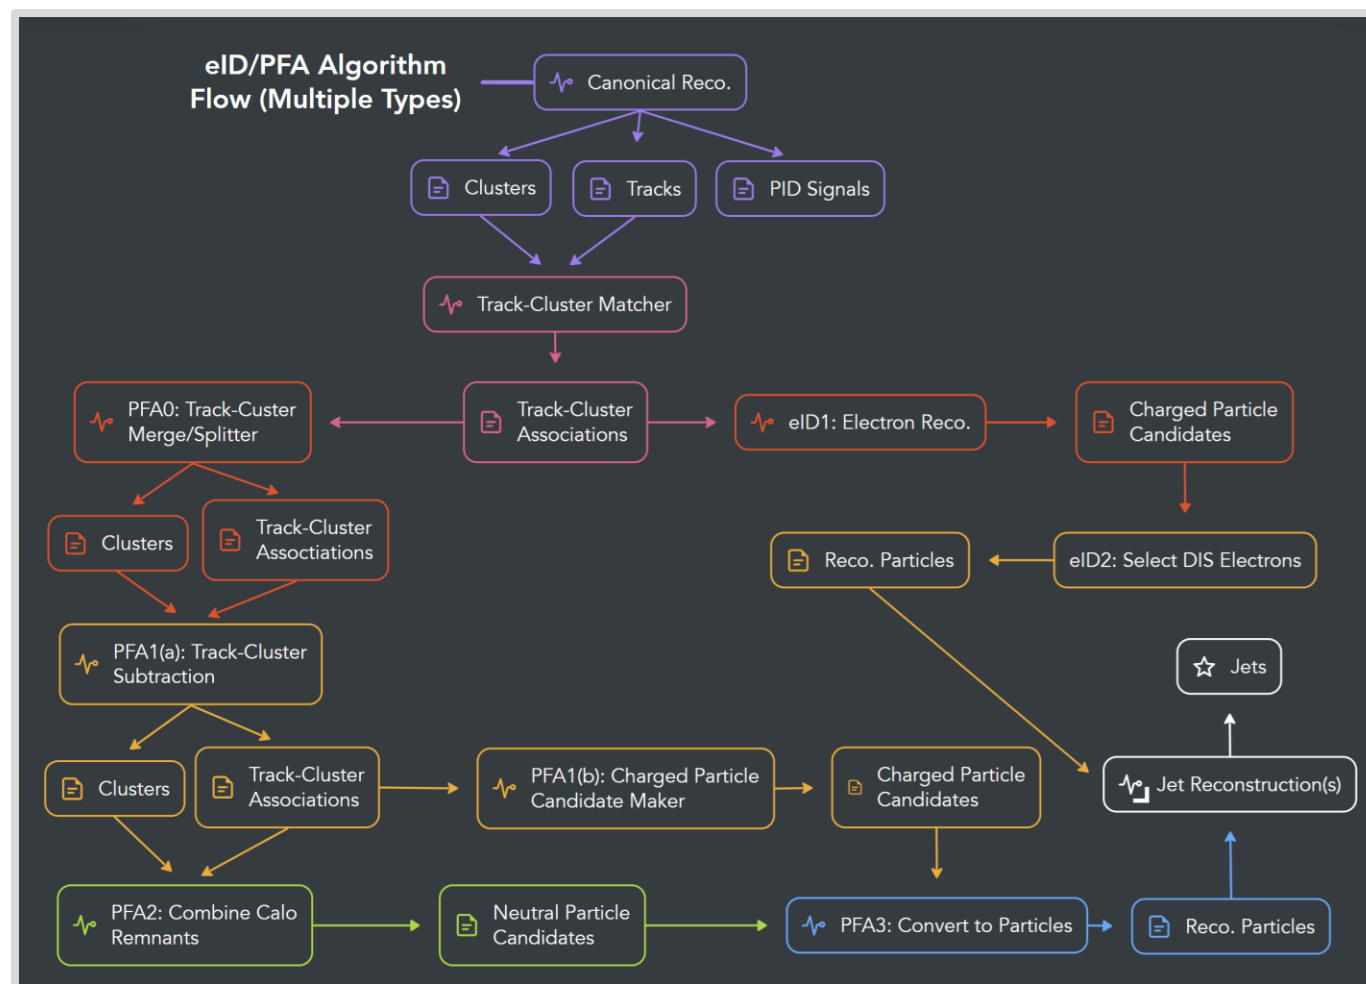 eID/PFA Algorithm
Flow (Multiple Types)
Canonical Reco.
Clusters
Tracks
PID Signals
Track-Cluster Matcher
PFA0: Track-Custer
Merge/Splitter
Track-Cluster
Associations
eID1: Electron Reco.
Charged Particle
Candidates
Clusters
Track-Cluster
Assoctiations
Reco. Particles
eID2: Select DIS Electrons
PFA1(a): Track-Cluster
Subtraction
Jets
Clusters
Track-Cluster
Associations
PFA1(b): Charged Particle
Candidate Maker
Charged Particle
Candidates
Jet Reconstruction(s)
PFA2: Combine Calo
Remnants
Neutral Particle
Candidates
PFA3: Convert to Particles
Reco. Particles